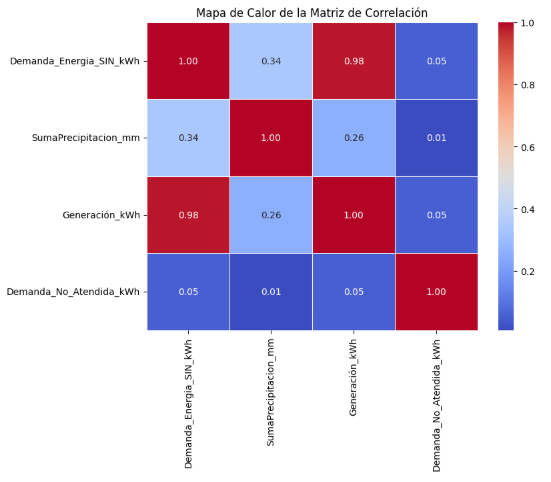 Mapa de Calor de la Matriz de Correlación
Demanda_Energia_SIN_kWh
1.00
0.34
0.98
0.05
SumaPrecipitacion_mm
0.34
1.00
0.26
0.01
Generación_kWh
0.98
0.26
1.00
0.05
Demanda_No_Atendida_kWh
0.05
0.01
0.05
1.00
Demanda_Energia_SIN_kWh
SumaPrecipitacion_mm
Generación_kWh
Demanda_No_Atendida_kWh
1.0
0.8
0.6
0.4
0.2